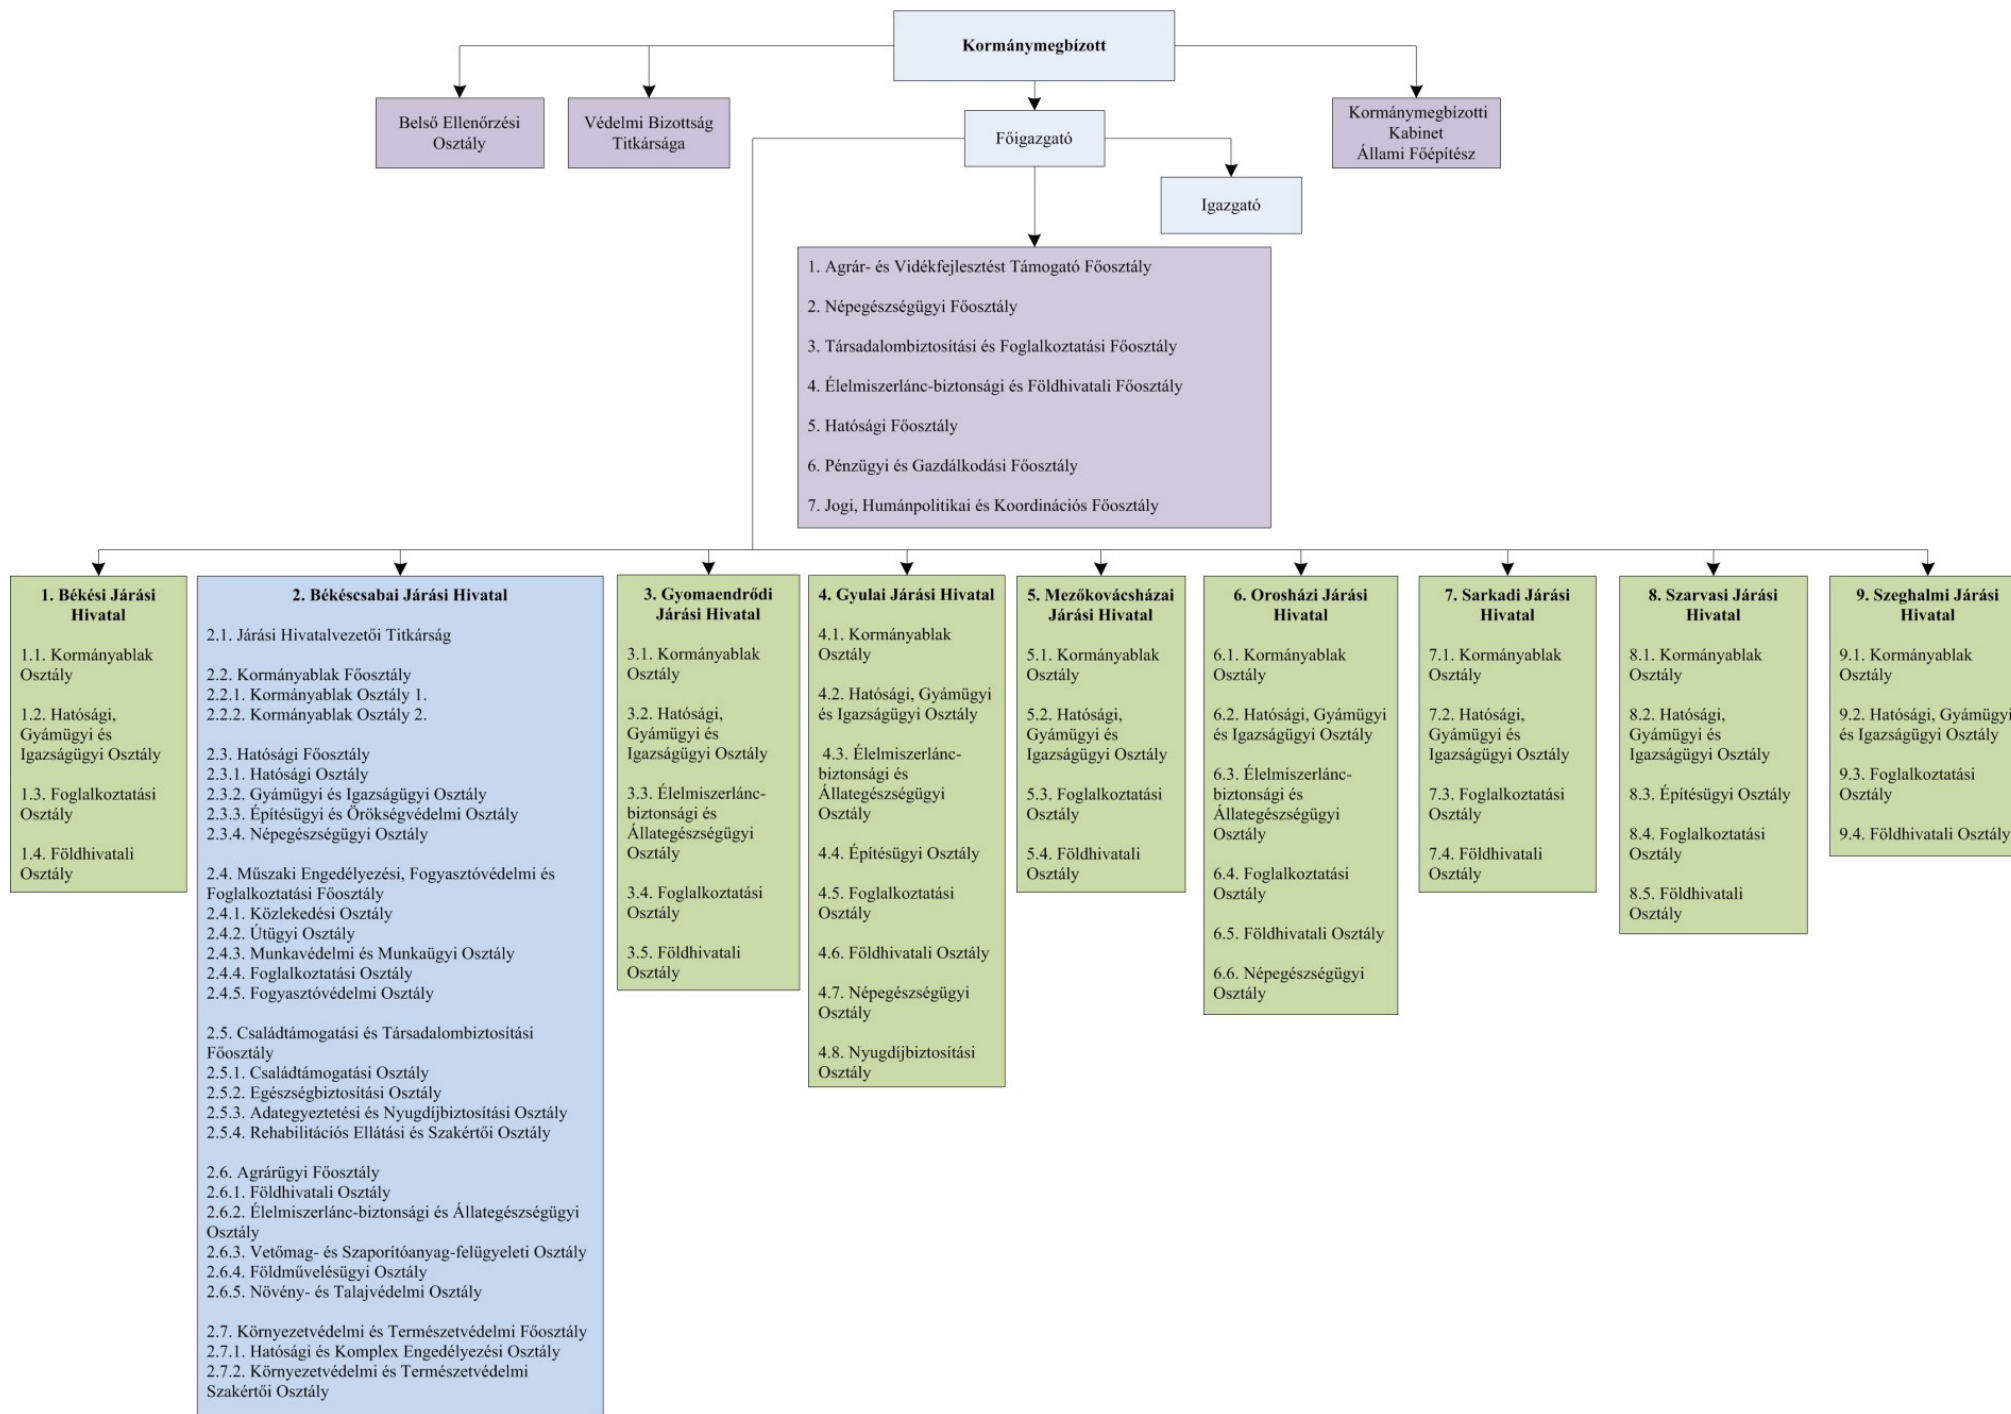 Kormánymegbízott
Belső Ellenőrzési
Osztály
Védelmi Bizottság
Titkársága
Főigazgató
Kormánymegbízotti
Kabinet
Állami Főépítész
Igazgató
1. Agrár- és Vidékfejlesztést Támogató Főosztály
2. Népegészségügyi Főosztály
3. Társadalombiztosítási és Foglalkoztatási Főosztály
4. Élelmiszerlánc-biztonsági és Földhivatali Főosztály
5. Hatósági Főosztály
6. Pénzügyi és Gazdálkodási Főosztály
7. Jogi, Humánpolitikai és Koordinációs Főosztály
1. Békési Járási
Hivatal
1.1. Kormányablak
Osztály
1.2. Hatósági,
Gyámügyi és
Igazságügyi Osztály
1.3. Foglalkoztatási
Osztály
1.4. Földhivatali
Osztály
2. Békéscsabai Járási Hivatal
2.1. Járási Hivatalvezetői Titkárság
2.2. Kormányablak Főosztály
2.2.1. Kormányablak Osztály 1.
2.2.2. Kormányablak Osztály 2.
2.3. Hatósági Főosztály
2.3.1. Hatósági Osztály
2.3.2. Gyámügyi és Igazságügyi Osztály
2.3.3. Építésügyi és Örökségvédelmi Osztály
2.3.4. Népegészségügyi Osztály
2.4. Műszaki Engedélyezési, Fogyasztóvédelmi és
Foglalkoztatási Főosztály
2.4.1. Közlekedési Osztály
2.4.2. Útügyi Osztály
2.4.3. Munkavédelmi és Munkaügyi Osztály
2.4.4. Foglalkoztatási Osztály
2.4.5. Fogyasztóvédelmi Osztály
2.5. Családtámogatási és Társadalombiztosítási
Főosztály
2.5.1. Családtámogatási Osztály
2.5.2. Egészségbiztosítási Osztály
2.5.3. Adategyeztetési és Nyugdíjbiztosítási Osztály
2.5.4. Rehabilitációs Ellátási és Szakértői Osztály
2.6. Agrárügyi Főosztály
2.6.1. Földhivatali Osztály
2.6.2. Élelmiszerlánc-biztonsági és Állategészségügyi
Osztály
2.6.3. Vetőmag- és Szaporítóanyag-felügyeleti Osztály
2.6.4. Földművelésügyi Osztály
2.6.5. Növény- és Talajvédelmi Osztály
2.7. Környezetvédelmi és Természetvédelmi Főosztály
2.7.1. Hatósági és Komplex Engedélyezési Osztály
2.7.2. Környezetvédelmi és Természetvédelmi
Szakértői Osztály
3. Gyomaendrődi
Járási Hivatal
3.1. Kormányablak
Osztály
3.2. Hatósági,
Gyámügyi és
Igazságügyi Osztály
3.3. Élelmiszerlánc-
biztonsági és
Állategészségügyi
Osztály
3.4. Foglalkoztatási
Osztály
3.5. Földhivatali
Osztály
4. Gyulai Járási Hivatal
4.1. Kormányablak
Osztály
4.2. Hatósági, Gyámügyi
és Igazságügyi Osztály
4.3. Élelmiszerlánc-
biztonsági és
Állategészségügyi
Osztály
4.4. Építésügyi Osztály
4.5. Foglalkoztatási
Osztály
4.6. Földhivatali Osztály
4.7. Népegészségügyi
Osztály
4.8. Nyugdíjbiztosítási
Osztály
5. Mezőkovácsházai
Járási Hivatal
5.1. Kormányablak
Osztály
5.2. Hatósági,
Gyámügyi és
Igazságügyi Osztály
5.3. Foglalkoztatási
Osztály
5.4. Földhivatali
Osztály
6. Orosházi Járási
Hivatal
6.1. Kormányablak
Osztály
6.2. Hatósági, Gyámügyi
és Igazságügyi Osztály
6.3. Élelmiszerlánc-
biztonsági és
Állategészségügyi
Osztály
6.4. Foglalkoztatási
Osztály
6.5. Földhivatali Osztály
6.6. Népegészségügyi
Osztály
7. Sarkadi Járási
Hivatal
7.1. Kormányablak
Osztály
7.2. Hatósági,
Gyámügyi és
Igazságügyi Osztály
7.3. Foglalkoztatási
Osztály
7.4. Földhivatali
Osztály
8. Szarvasi Járási
Hivatal
8.1. Kormányablak
Osztály
8.2. Hatósági,
Gyámügyi és
Igazságügyi Osztály
8.3. Építésügyi Osztály
8.4. Foglalkoztatási
Osztály
8.5. Földhivatali
Osztály
9. Szeghalmi Járási
Hivatal
9.1. Kormányablak
Osztály
9.2. Hatósági, Gyámügyi
és Igazságügyi Osztály
9.3. Foglalkoztatási
Osztály
9.4. Földhivatali Osztály